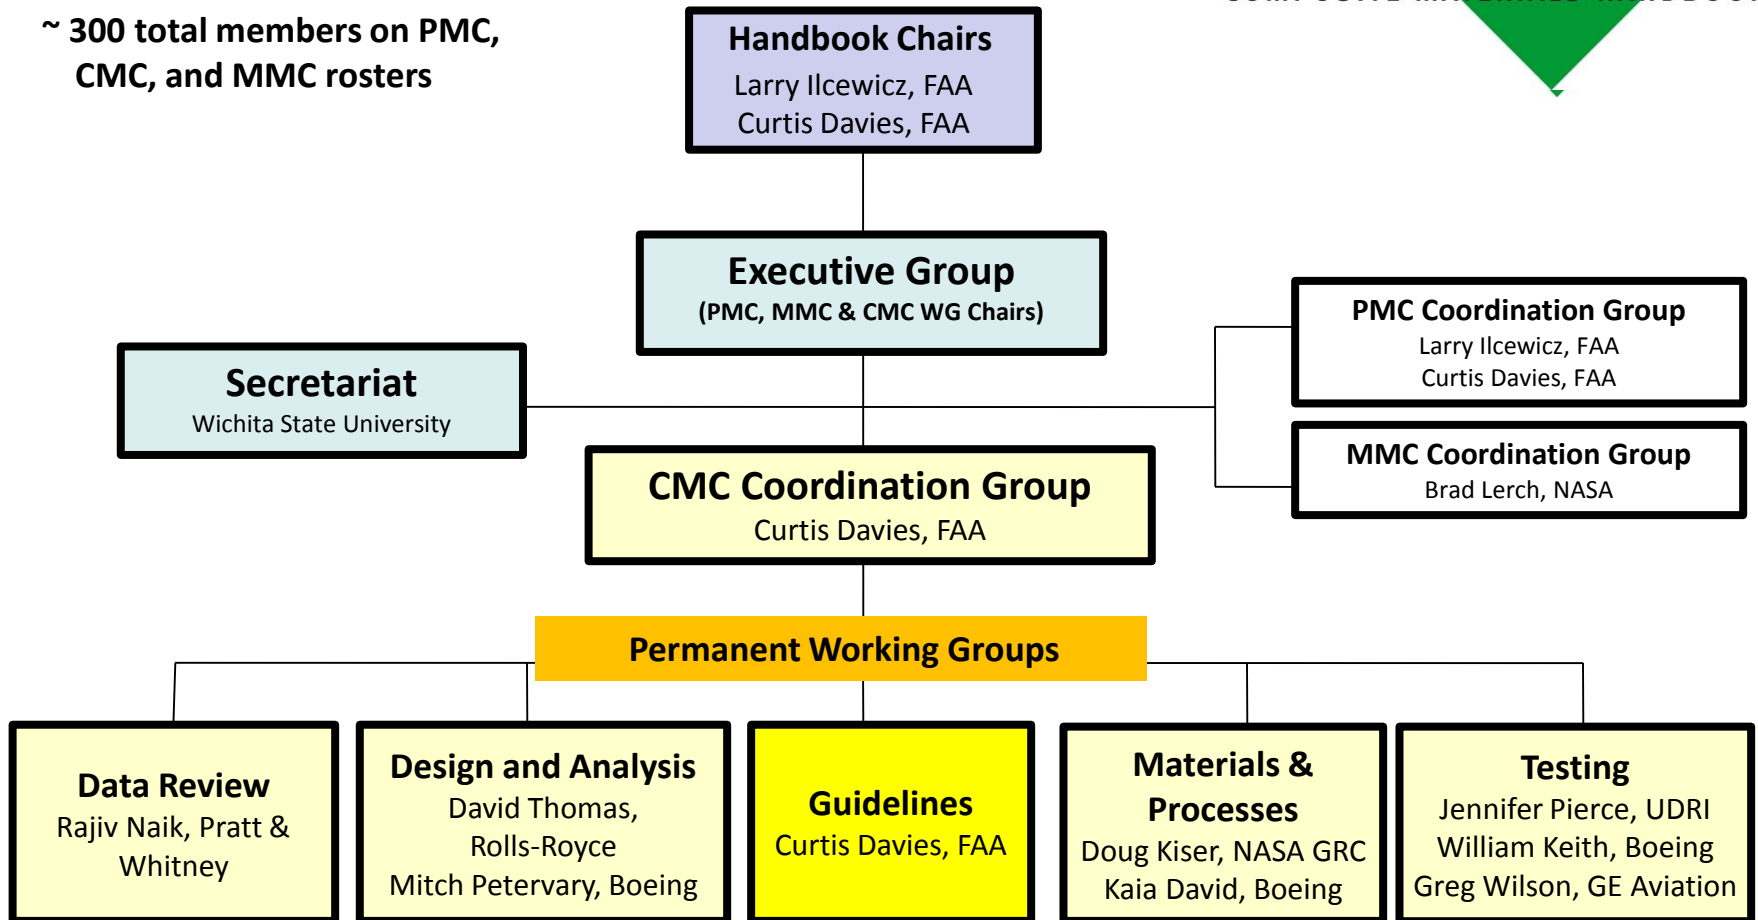 ~ 300 total members on PMC,
CMC, and MMC rosters
Handbook Chairs
Larry Ilcewicz, FAA
Curtis Davies, FAA
Executive Group
(PMC, MMC & CMC WG Chairs)
Secretariat
Wichita State University
PMC Coordination Group
Larry Ilcewicz, FAA
Curtis Davies, FAA
MMC Coordination Group
Brad Lerch, NASA
CMC Coordination Group
Curtis Davies, FAA
Permanent Working Groups
Data Review
Rajiv Naik, Pratt &
Whitney
Design and Analysis
David Thomas,
Rolls-Royce
Mitch Petervary, Boeing
Guidelines
Curtis Davies, FAA
Materials &
Processes
Doug Kiser, NASA GRC
Kaia David, Boeing
Testing
Jennifer Pierce, UDRI
William Keith, Boeing
Greg Wilson, GE Aviation